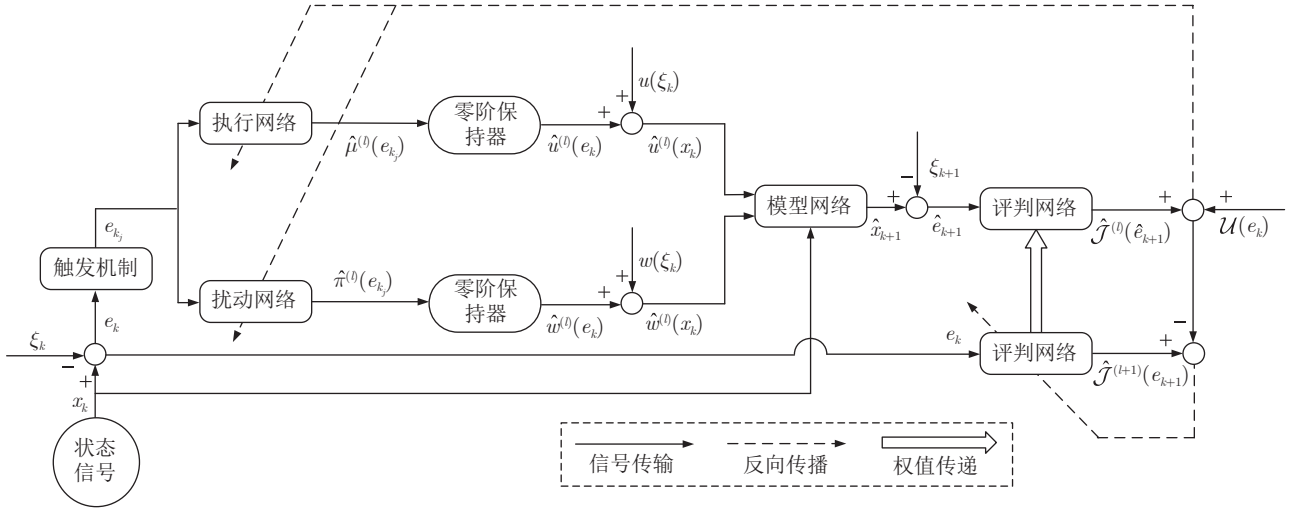 执行网络
μ̂⁽ˡ⁾(e_{k_j})
零阶保
持器
+
û⁽ˡ⁾(e_k)
+
u(ξ_k)
û⁽ˡ⁾(x_k)
e_{k_j}
触发机制
e_k
扰动网络
π̂⁽ˡ⁾(e_{k_j})
零阶保
持器
+
ŵ⁽ˡ⁾(e_k)
+
w(ξ_k)
ŵ⁽ˡ⁾(x_k)
模型网络
+
x̂_{k+1}
−
ξ_{k+1}
ê_{k+1}
评判网络
+
𝒥̂⁽ˡ⁾(ê_{k+1})
+
𝒰(e_k)
ξ_k
−
+
x_k
状态
信号
e_k
评判网络
+
−
𝒥̂⁽ˡ⁺¹⁾(e_{k+1})
信号传输
反向传播
权值传递